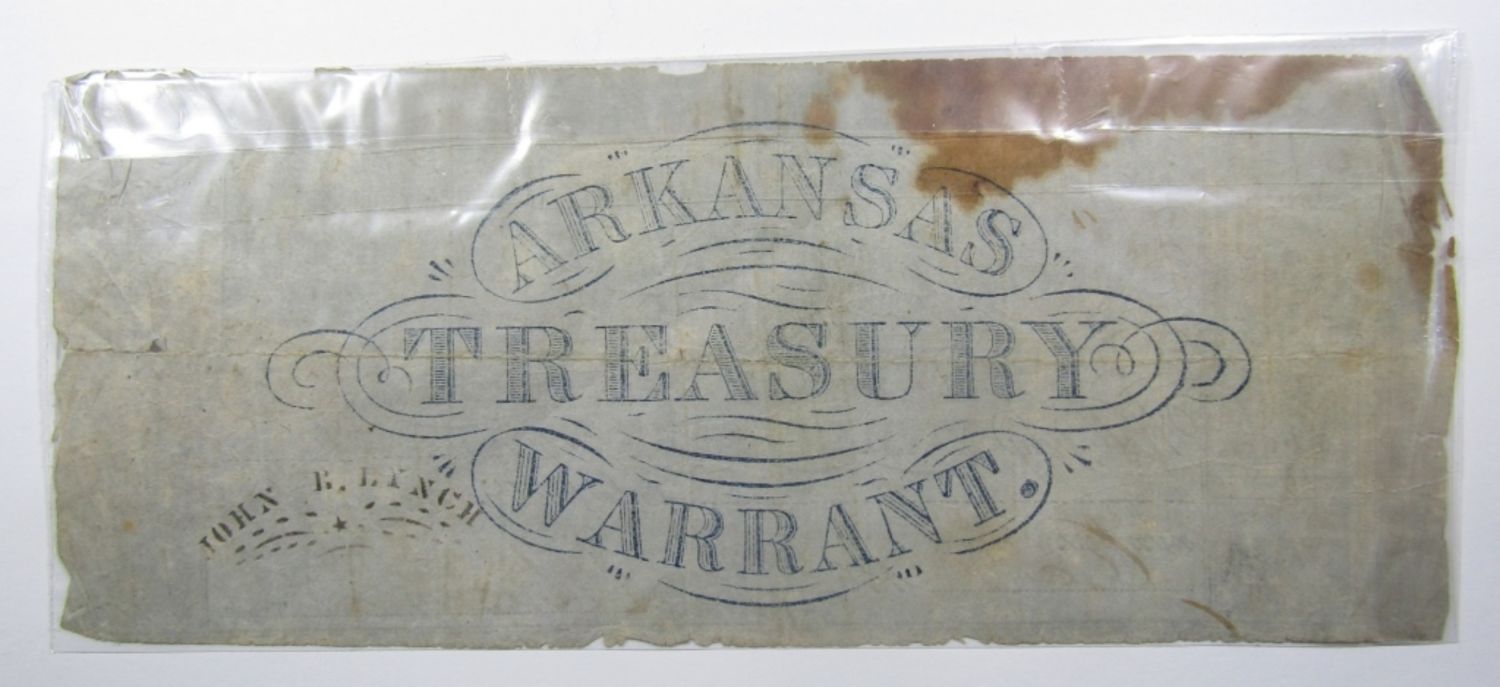 ARKANSAS
TREASURY
WARRANT.
JOHN R. LYNCH